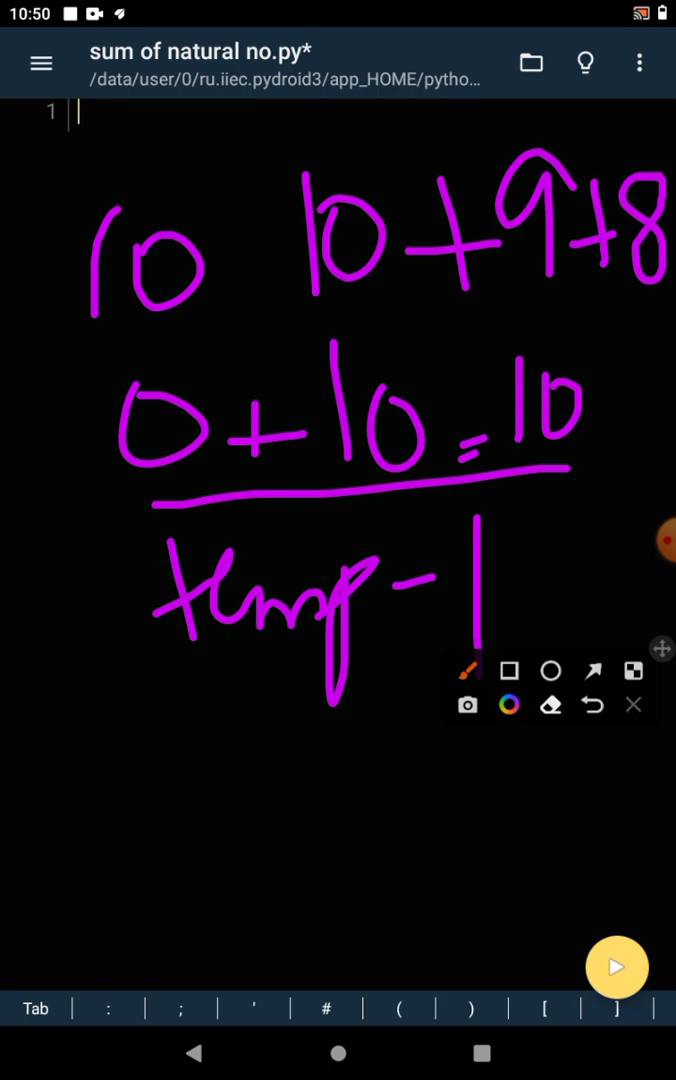 10:50
sum of natural no.py*
/data/user/0/ru.iiec.pydroid3/app_HOME/pytho...
1
10 10+9+8
0+10=10
temp-1
Tab : ; ' # ( ) [ ]